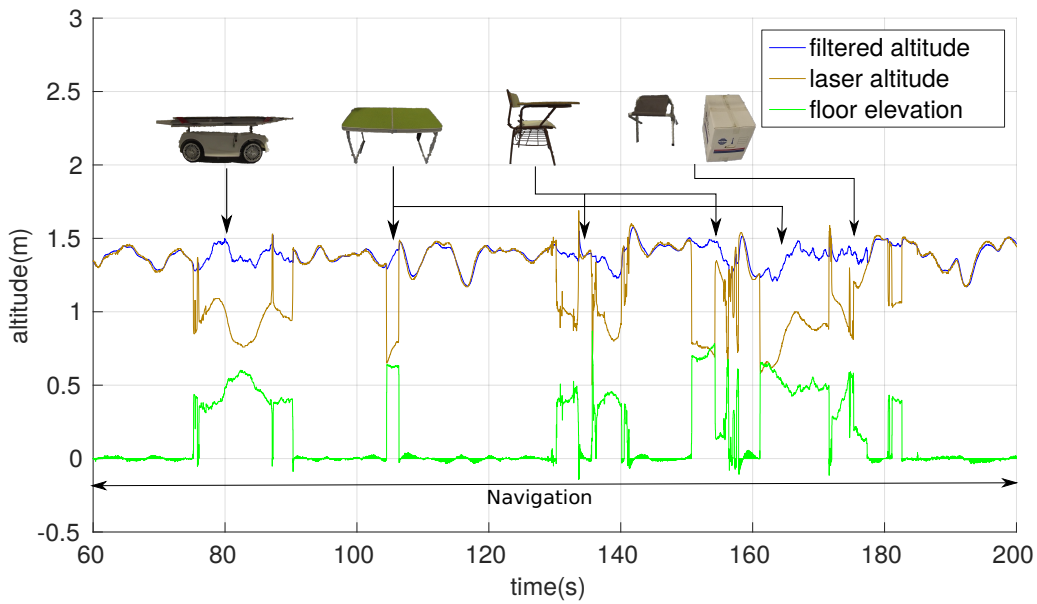 3
2.5
2
1.5
1
0.5
0
-0.5
altitude(m)
filtered altitude
laser altitude
floor elevation
Navigation
60 80 100 120 140 160 180 200
time(s)